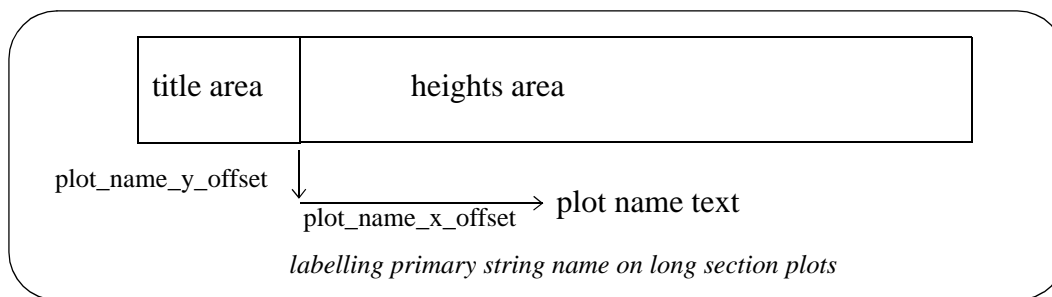 title area
heights area
plot_name_y_offset
plot_name_x_offset
plot name text
labelling primary string name on long section plots